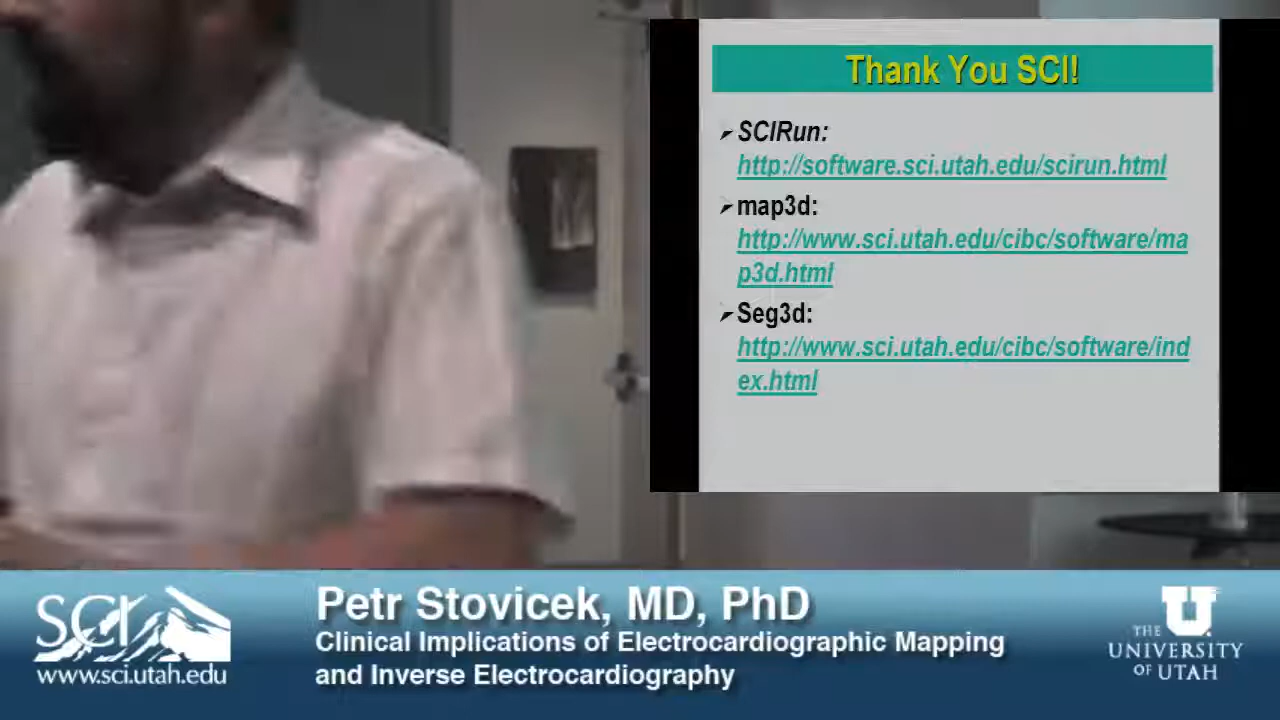 Thank You SCI!
SCIRun:
http://software.sci.utah.edu/scirun.html
map3d:
http://www.sci.utah.edu/cibc/software/ma
p3d.html
Seg3d:
http://www.sci.utah.edu/cibc/software/ind
ex.html
SCI
www.sci.utah.edu
Petr Stovicek, MD, PhD
Clinical Implications of Electrocardiographic Mapping
and Inverse Electrocardiography
U
THE
UNIVERSITY
OF UTAH